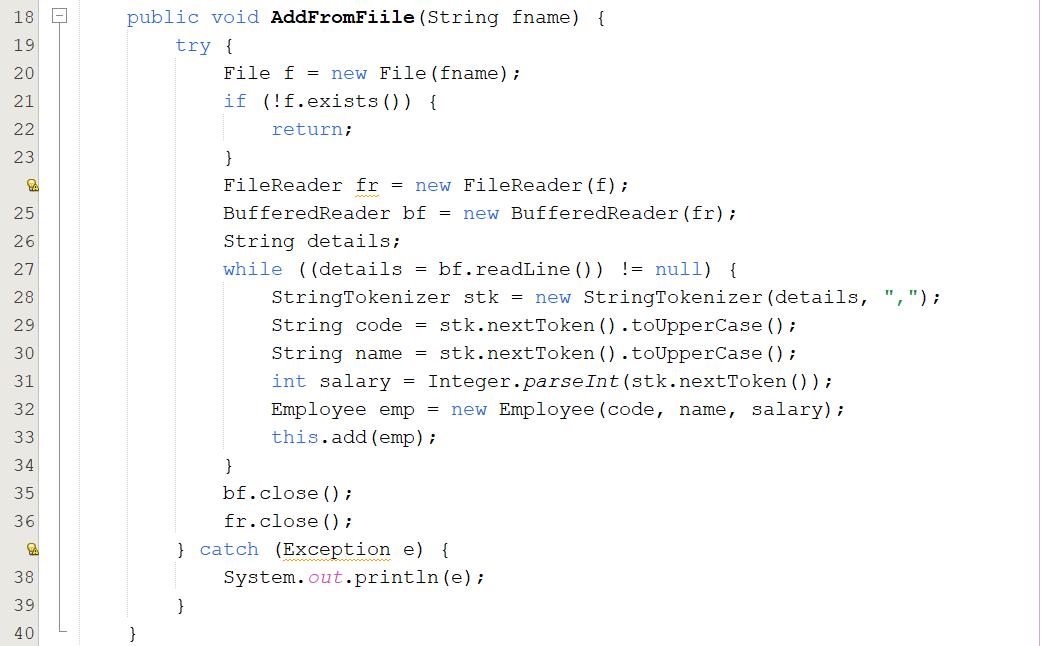 18 public void AddFromFiile(String fname) {
19 try {
20 File f = new File(fname);
21 if (!f.exists()) {
22 return;
23 }
FileReader fr = new FileReader(f);
25 BufferedReader bf = new BufferedReader(fr);
26 String details;
27 while ((details = bf.readLine()) != null) {
28 StringTokenizer stk = new StringTokenizer(details, ",");
29 String code = stk.nextToken().toUpperCase();
30 String name = stk.nextToken().toUpperCase();
31 int salary = Integer.parseInt(stk.nextToken());
32 Employee emp = new Employee(code, name, salary);
33 this.add(emp);
34 }
35 bf.close();
36 fr.close();
} catch (Exception e) {
38 System.out.println(e);
39 }
40 }